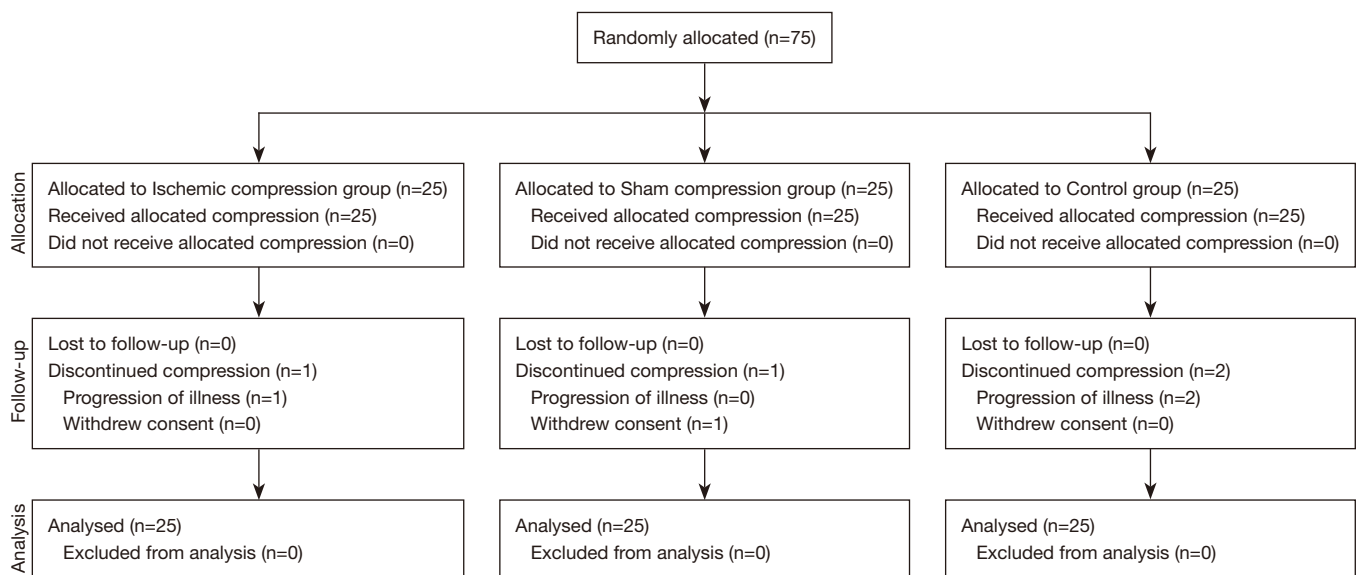 Randomly allocated (n=75)
Allocation
Allocated to Ischemic compression group (n=25)
Received allocated compression (n=25)
Did not receive allocated compression (n=0)
Allocated to Sham compression group (n=25)
Received allocated compression (n=25)
Did not receive allocated compression (n=0)
Allocated to Control group (n=25)
Received allocated compression (n=25)
Did not receive allocated compression (n=0)
Follow-up
Lost to follow-up (n=0)
Discontinued compression (n=1)
Progression of illness (n=1)
Withdrew consent (n=0)
Lost to follow-up (n=0)
Discontinued compression (n=1)
Progression of illness (n=0)
Withdrew consent (n=1)
Lost to follow-up (n=0)
Discontinued compression (n=2)
Progression of illness (n=2)
Withdrew consent (n=0)
Analysis
Analysed (n=25)
Excluded from analysis (n=0)
Analysed (n=25)
Excluded from analysis (n=0)
Analysed (n=25)
Excluded from analysis (n=0)